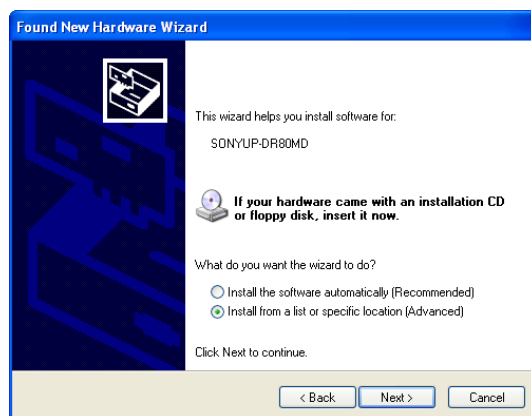 Found New Hardware Wizard
This wizard helps you install software for:
SONYUP-DR80MD
If your hardware came with an installation CD
or floppy disk, insert it now.
What do you want the wizard to do?
Install the software automatically (Recommended)
Install from a list or specific location (Advanced)
Click Next to continue.
< Back
Next >
Cancel